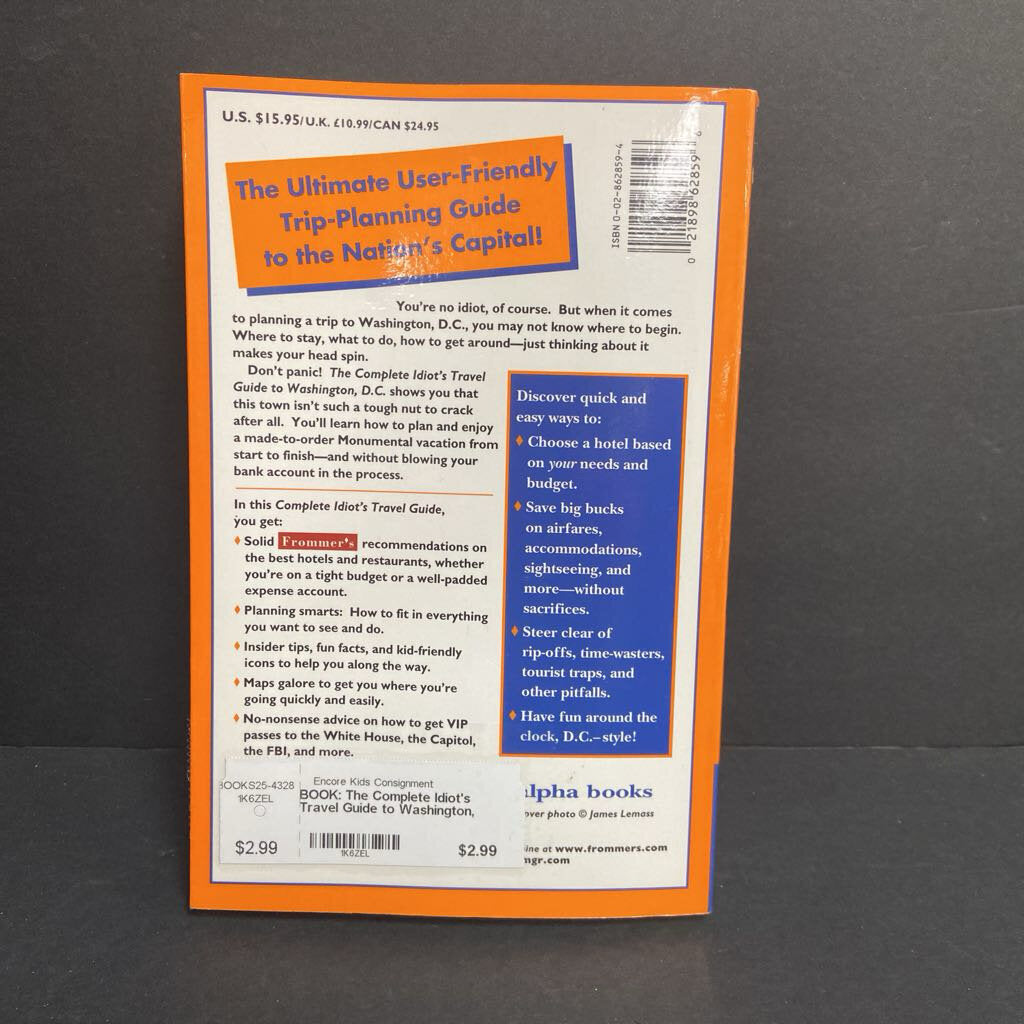 U.S. $15.95/U.K. £10.99/CAN $24.95
ISBN 0-02-862859-4
0 21898 62859 6
The Ultimate User-Friendly
Trip-Planning Guide
to the Nation's Capital!
You're no idiot, of course. But when it comes
to planning a trip to Washington, D.C., you may not know where to begin.
Where to stay, what to do, how to get around—just thinking about it
makes your head spin.
Don't panic! The Complete Idiot's Travel
Guide to Washington, D.C. shows you that
this town isn't such a tough nut to crack
after all. You'll learn how to plan and enjoy
a made-to-order Monumental vacation from
start to finish—and without blowing your
bank account in the process.
In this Complete Idiot's Travel Guide,
you get:
♦ Solid Frommer's recommendations on
the best hotels and restaurants, whether
you're on a tight budget or a well-padded
expense account.
♦ Planning smarts: How to fit in everything
you want to see and do.
♦ Insider tips, fun facts, and kid-friendly
icons to help you along the way.
♦ Maps galore to get you where you're
going quickly and easily.
♦ No-nonsense advice on how to get VIP
passes to the White House, the Capitol,
the FBI, and more.
Discover quick and
easy ways to:
♦ Choose a hotel based
on your needs and
budget.
♦ Save big bucks
on airfares,
accommodations,
sightseeing, and
more—without
sacrifices.
♦ Steer clear of
rip-offs, time-wasters,
tourist traps, and
other pitfalls.
♦ Have fun around the
clock, D.C.–style!
BOOKS25-4328
1K6ZEL
$2.99
Encore Kids Consignment
BOOK: The Complete Idiot's
Travel Guide to Washington,
1K6ZEL
$2.99
alpha books
over photo © James Lemass
ine at www.frommers.com
mgr.com